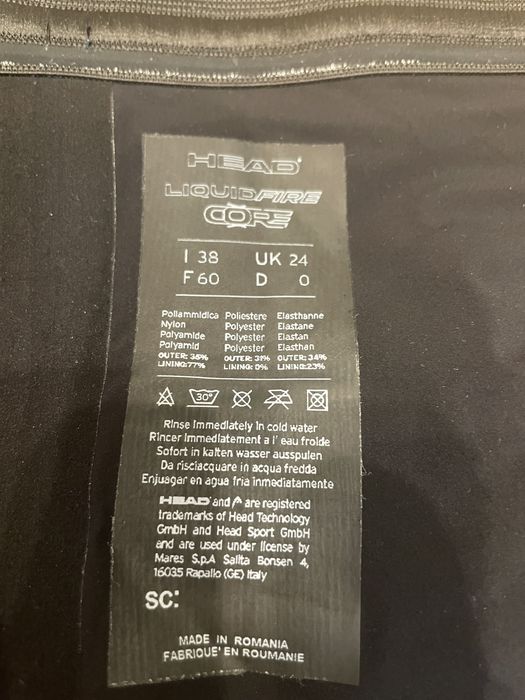 HEAD
LIQUIDFIRE
CORE
I 38 UK 24
F 60 D 0
Poliammidica Poliestere Elasthanne
Nylon Polyester Elastane
Polyamide Polyester Elastan
Polyamid Polyester Elasthan
OUTER: 35% OUTER: 31% OUTER: 34%
LINING:77% LINING: 0% LINING:23%
30°
Rinse immediately in cold water
Rincer immediatement a l' eau froide
Sofort in kalten wasser ausspulen
Da risciacquare in acqua fredda
Enjuagar en agua fria inmediatamente
HEAD and are registered
trademarks of Head Technology
GmbH and Head Sport GmbH
and are used under license by
Mares S.p.A Salita Bonsen 4,
16035 Rapallo (GE) Italy
SC:
MADE IN ROMANIA
FABRIQUE' EN ROUMANIE